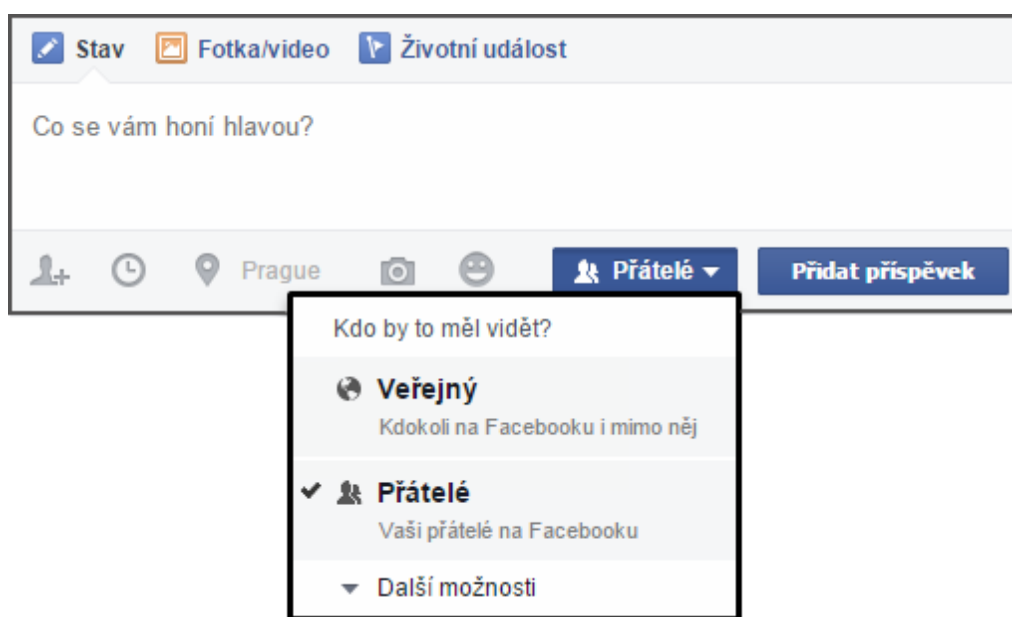 Stav Fotka/video Životní událost
Co se vám honí hlavou?
Prague Přátelé Přidat příspěvek
Kdo by to měl vidět?
Veřejný
Kdokoli na Facebooku i mimo něj
Přátelé
Vaši přátelé na Facebooku
Další možnosti